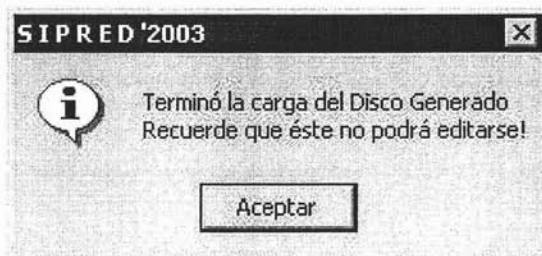 SIPRED'2003
Terminó la carga del Disco Generado
Recuerde que éste no podrá editarse!
Aceptar